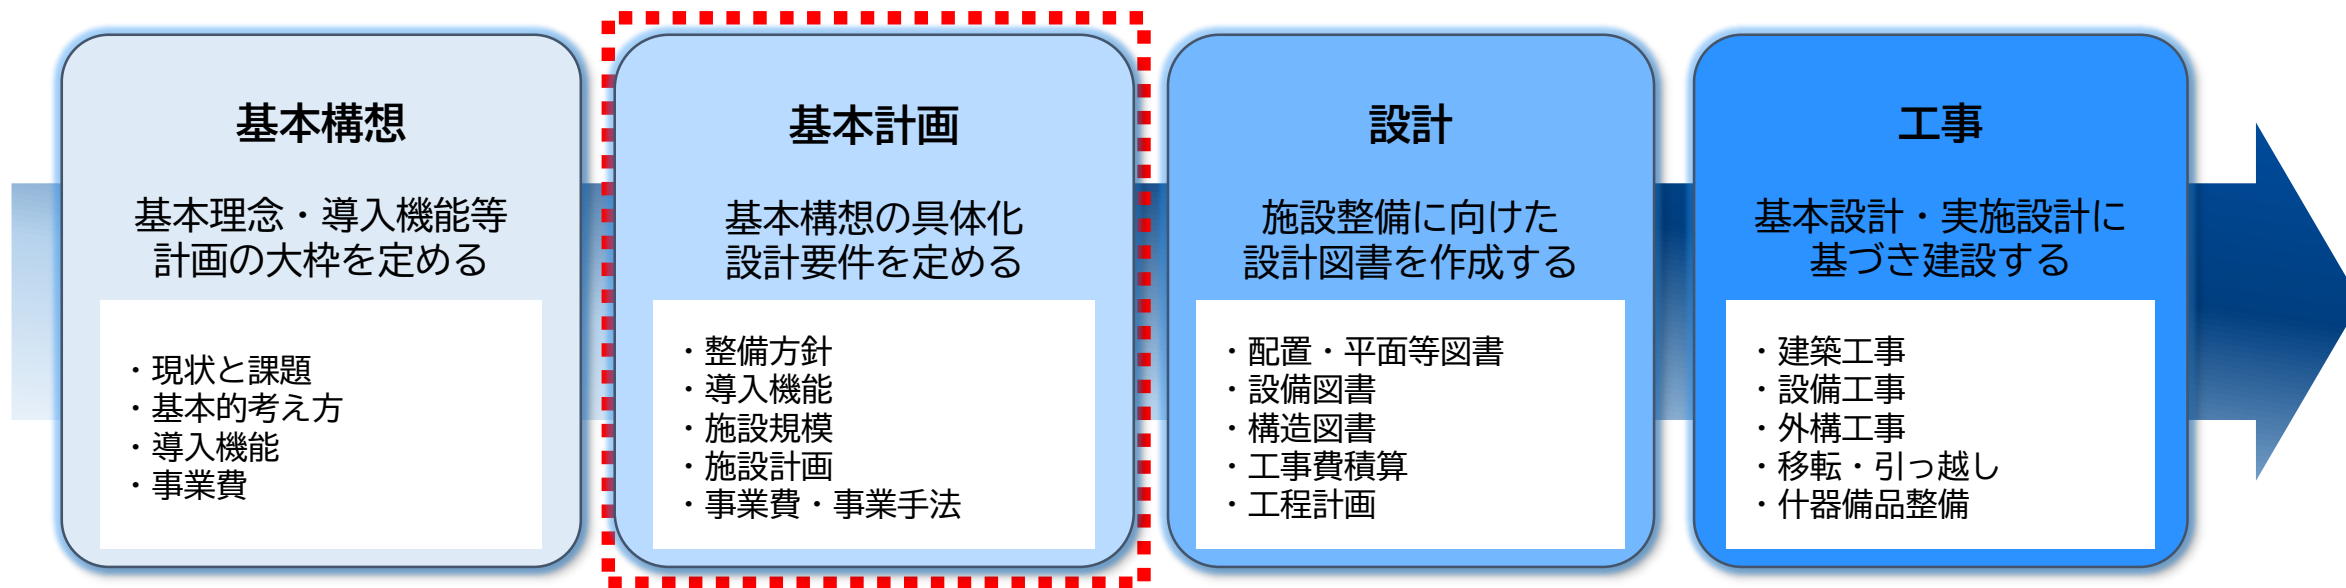 基本構想
基本理念・導入機能等
計画の大枠を定める
・現状と課題
・基本的考え方
・導入機能
・事業費
基本計画
基本構想の具体化
設計要件を定める
・整備方針
・導入機能
・施設規模
・施設計画
・事業費・事業手法
設計
施設整備に向けた
設計図書を作成する
・配置・平面等図書
・設備図書
・構造図書
・工事費積算
・工程計画
工事
基本設計・実施設計に
基づき建設する
・建築工事
・設備工事
・外構工事
・移転・引っ越し
・什器備品整備